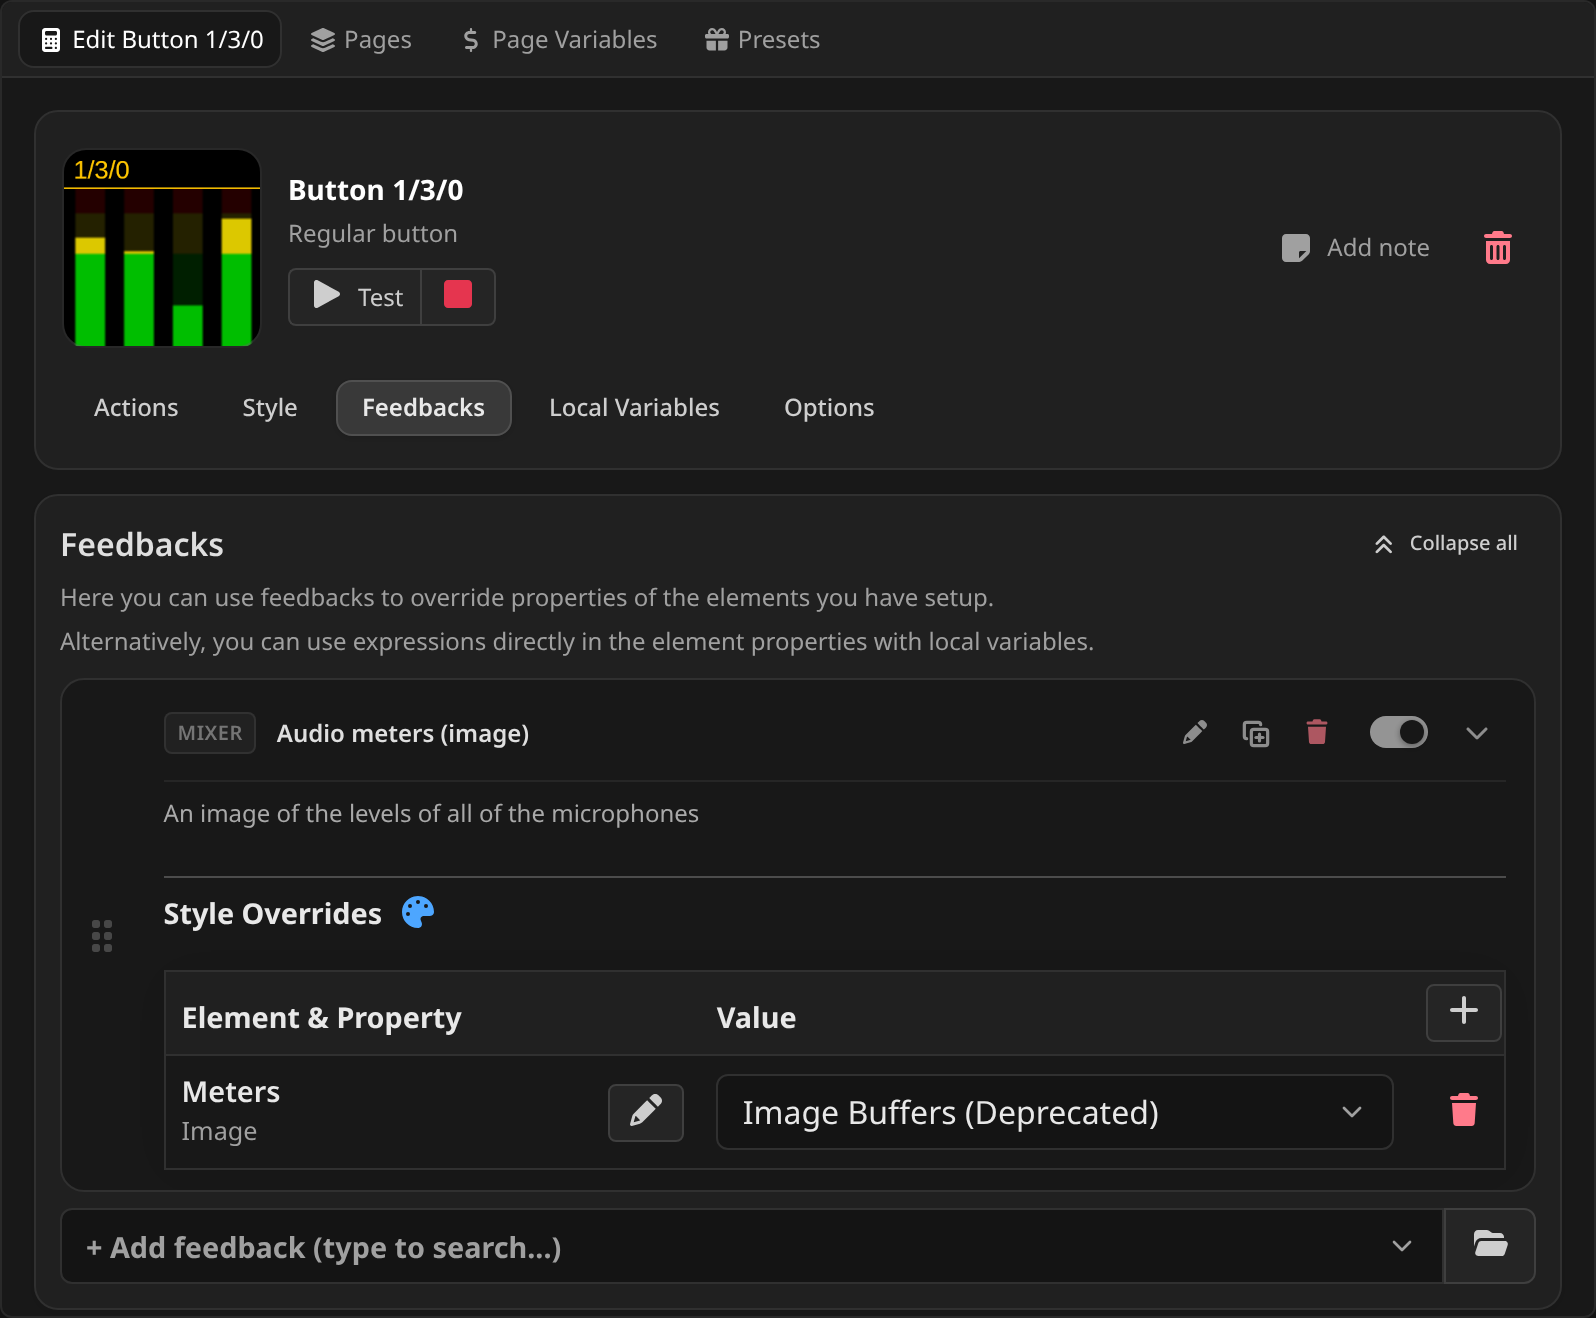 Edit Button 1/3/0 Pages $ Page Variables Presets
1/3/0
Button 1/3/0
Regular button
Test
Add note
Actions Style Feedbacks Local Variables Options
Feedbacks
Collapse all
Here you can use feedbacks to override properties of the elements you have setup.
Alternatively, you can use expressions directly in the element properties with local variables.
MIXER Audio meters (image)
An image of the levels of all of the microphones
Style Overrides
Element & Property Value
Meters
Image
Image Buffers (Deprecated)
+ Add feedback (type to search...)